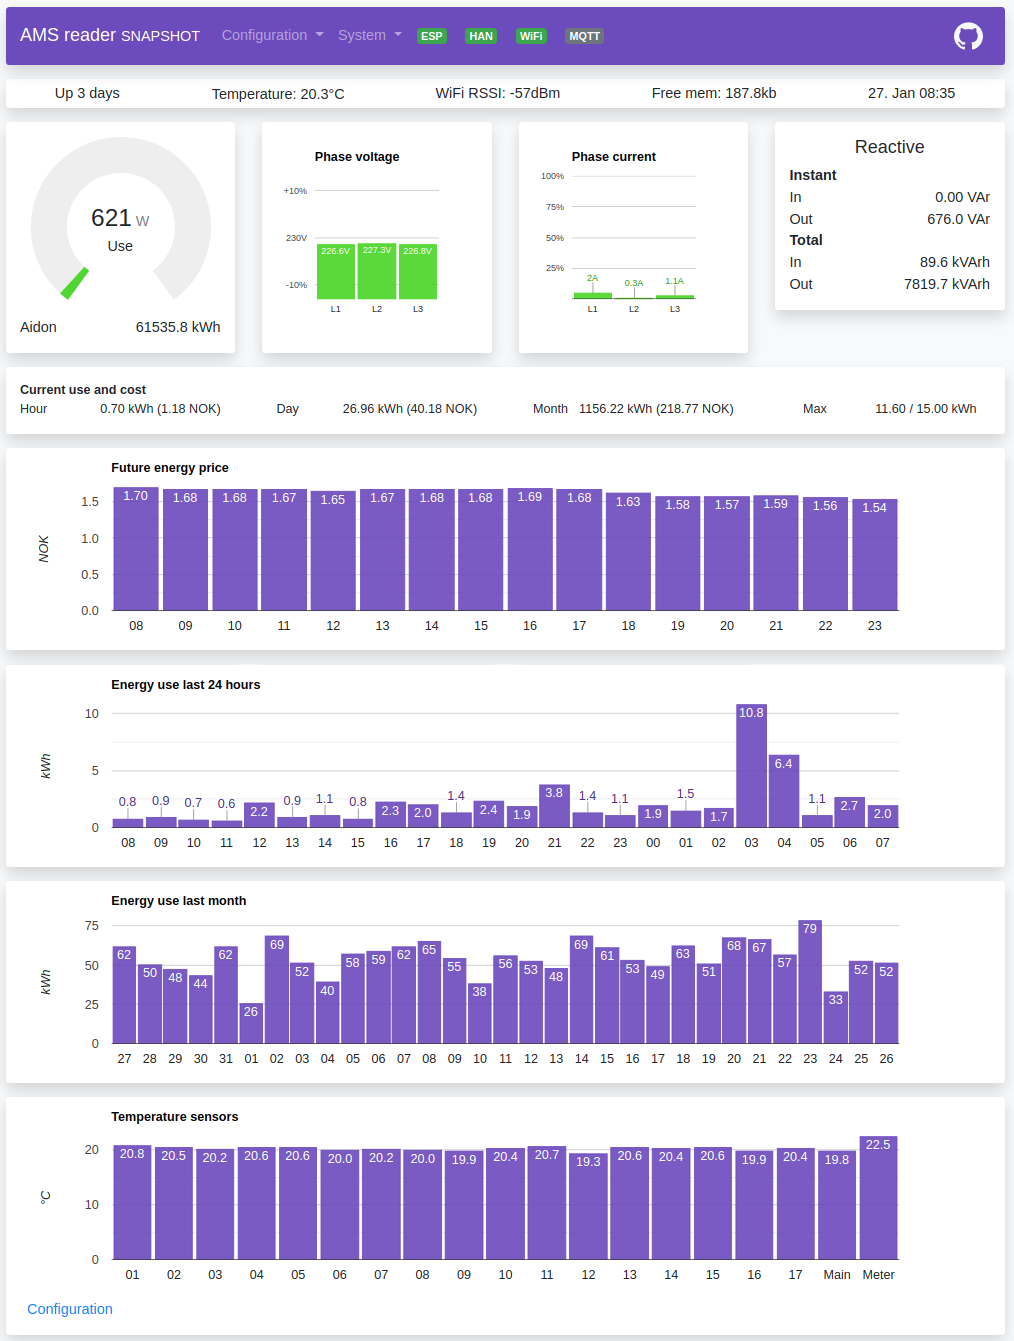 AMS reader SNAPSHOT Configuration System ESP HAN WiFi MQTT
Up 3 days Temperature: 20.3°C WiFi RSSI: -57dBm Free mem: 187.8kb 27. Jan 08:35
621 W
Use
Aidon 61535.8 kWh
Phase voltage
+10%
230V
-10%
226.6V 227.3V 226.8V
L1 L2 L3
Phase current
100%
75%
50%
25%
2A 0.3A 1.1A
L1 L2 L3
Reactive
Instant
In 0.00 VAr
Out 676.0 VAr
Total
In 89.6 kVArh
Out 7819.7 kVArh
Current use and cost
Hour 0.70 kWh (1.18 NOK) Day 26.96 kWh (40.18 NOK) Month 1156.22 kWh (218.77 NOK) Max 11.60 / 15.00 kWh
Future energy price
NOK
1.5
1.0
0.5
0.0
1.70 1.68 1.68 1.67 1.65 1.67 1.68 1.68 1.69 1.68 1.63 1.58 1.57 1.59 1.56 1.54
08 09 10 11 12 13 14 15 16 17 18 19 20 21 22 23
Energy use last 24 hours
kWh
10
5
0
0.8 0.9 0.7 0.6 2.2 0.9 1.1 0.8 2.3 2.0 1.4 2.4 1.9 3.8 1.4 1.1 1.9 1.5 1.7 10.8 6.4 1.1 2.7 2.0
08 09 10 11 12 13 14 15 16 17 18 19 20 21 22 23 00 01 02 03 04 05 06 07
Energy use last month
kWh
75
50
25
0
62 50 48 44 62 26 69 52 40 58 59 62 65 55 38 56 53 48 69 61 53 49 63 51 68 67 57 79 33 52 52
27 28 29 30 31 01 02 03 04 05 06 07 08 09 10 11 12 13 14 15 16 17 18 19 20 21 22 23 24 25 26
Temperature sensors
°C
20
10
0
20.8 20.5 20.2 20.6 20.6 20.0 20.2 20.0 19.9 20.4 20.7 19.3 20.6 20.4 20.6 19.9 20.4 19.8 22.5
01 02 03 04 05 06 07 08 09 10 11 12 13 14 15 16 17 Main Meter
Configuration